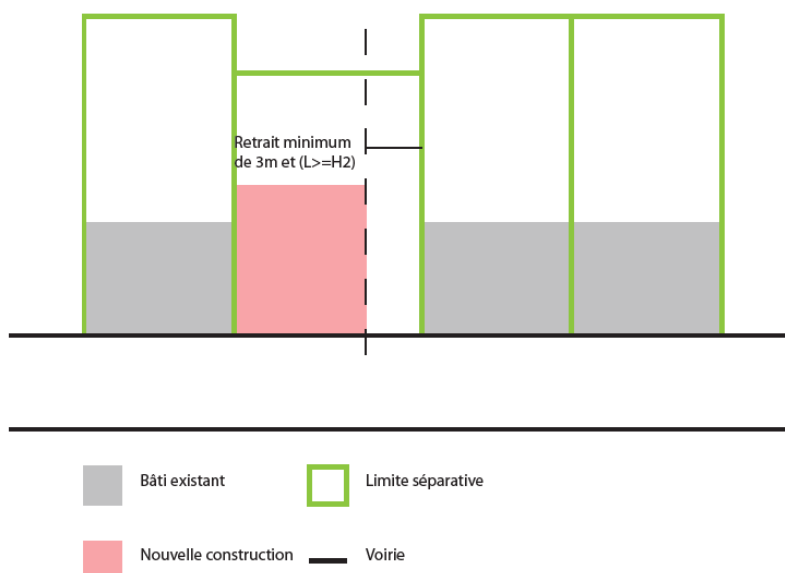 Retrait minimum
de 3m et (L>=H2)
Bâti existant
Limite séparative
Nouvelle construction
Voirie